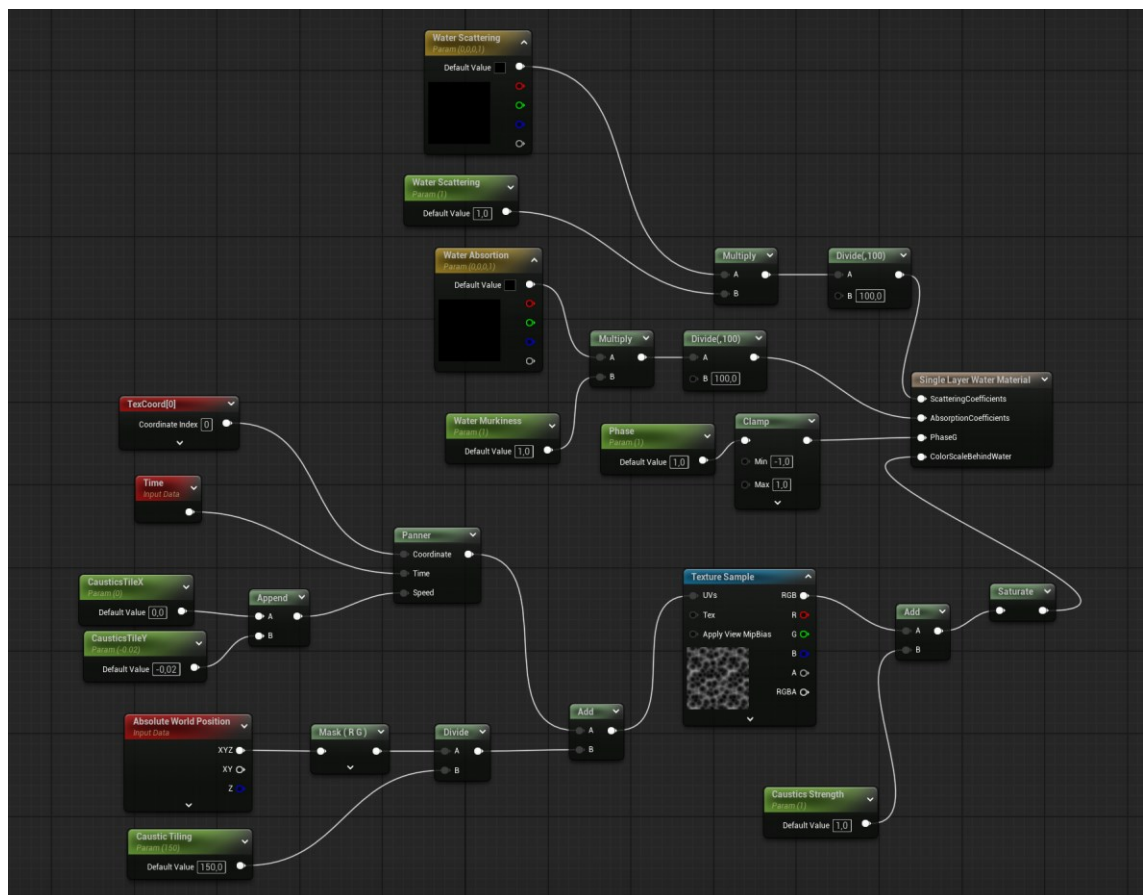 Water Scattering
Param (0,0,0,1)
Default Value
Water Scattering
Param (1)
Default Value 1,0
Water Absortion
Param (0,0,0,1)
Default Value
Multiply
A
B
Divide(,100)
A
B 100,0
Multiply
A
B
Divide(,100)
A
B 100,0
Single Layer Water Material
ScatteringCoefficients
AbsorptionCoefficients
PhaseG
ColorScaleBehindWater
TexCoord[0]
Coordinate Index 0
Water Murkiness
Param (1)
Default Value 1,0
Phase
Param (1)
Default Value 1,0
Clamp
Min -1,0
Max 1,0
Time
Input Data
Panner
Coordinate
Time
Speed
CausticsTileX
Param (0)
Default Value 0,0
Append
A
B
CausticsTileY
Param (-0.02)
Default Value -0,02
Texture Sample
UVs RGB
Tex R
Apply View MipBias G
B
A
RGBA
Add
A
B
Saturate
Absolute World Position
Input Data
XYZ
XY
Z
Mask ( R G )
Divide
A
B
Add
A
B
Caustic Tiling
Param (150)
Default Value 150,0
Caustics Strength
Param (1)
Default Value 1,0